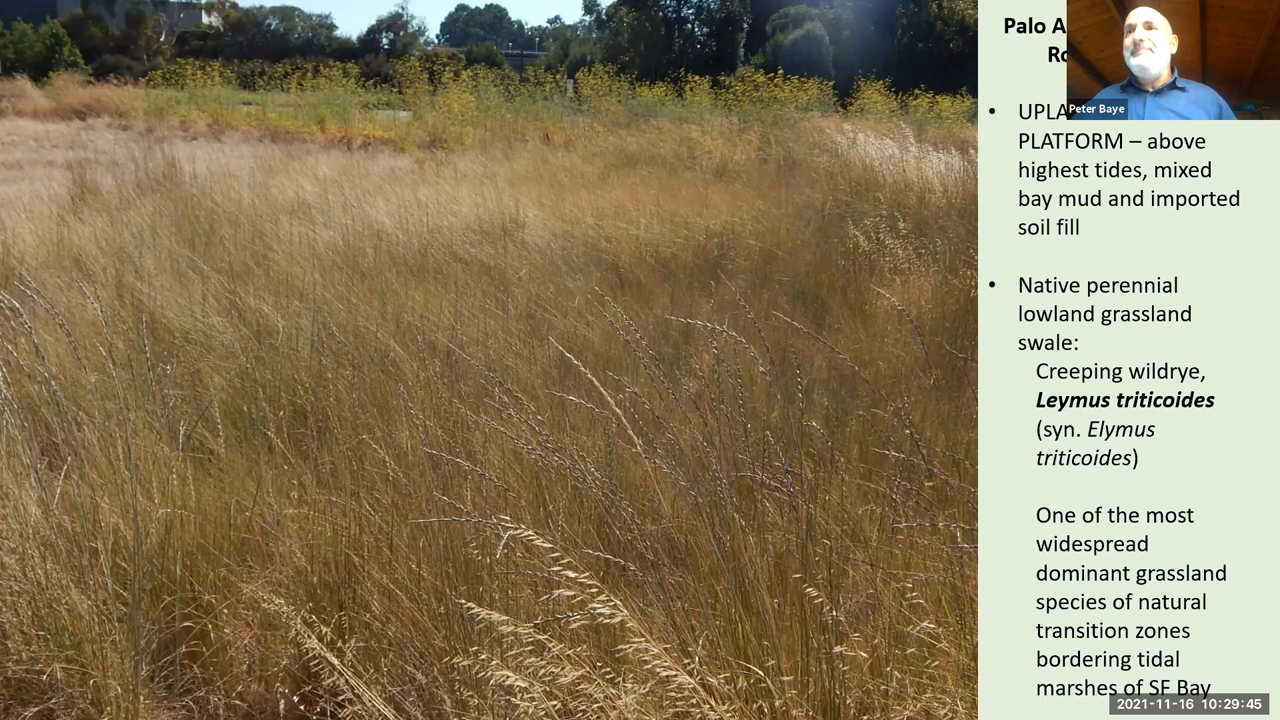 Palo A
Ro
Peter Baye
• UPLA
PLATFORM – above
highest tides, mixed
bay mud and imported
soil fill
• Native perennial
lowland grassland
swale:
Creeping wildrye,
Leymus triticoides
(syn. Elymus
triticoides)
One of the most
widespread
dominant grassland
species of natural
transition zones
bordering tidal
marshes of SF Bay
2021-11-16 10:29:45